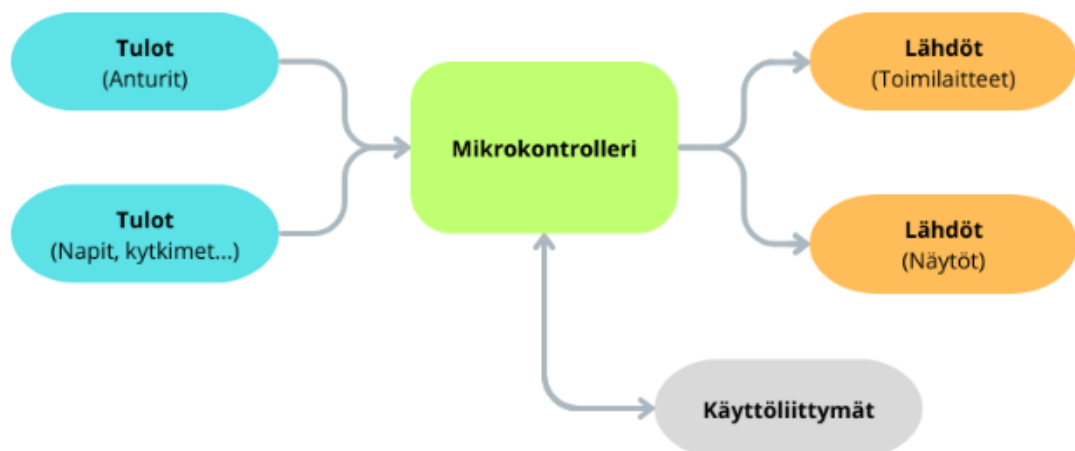 Tulot
(Anturit)
Tulot
(Napit, kytkimet...)
Mikrokontrolleri
Lähdöt
(Toimilaitteet)
Lähdöt
(Näytöt)
Käyttöliittymät